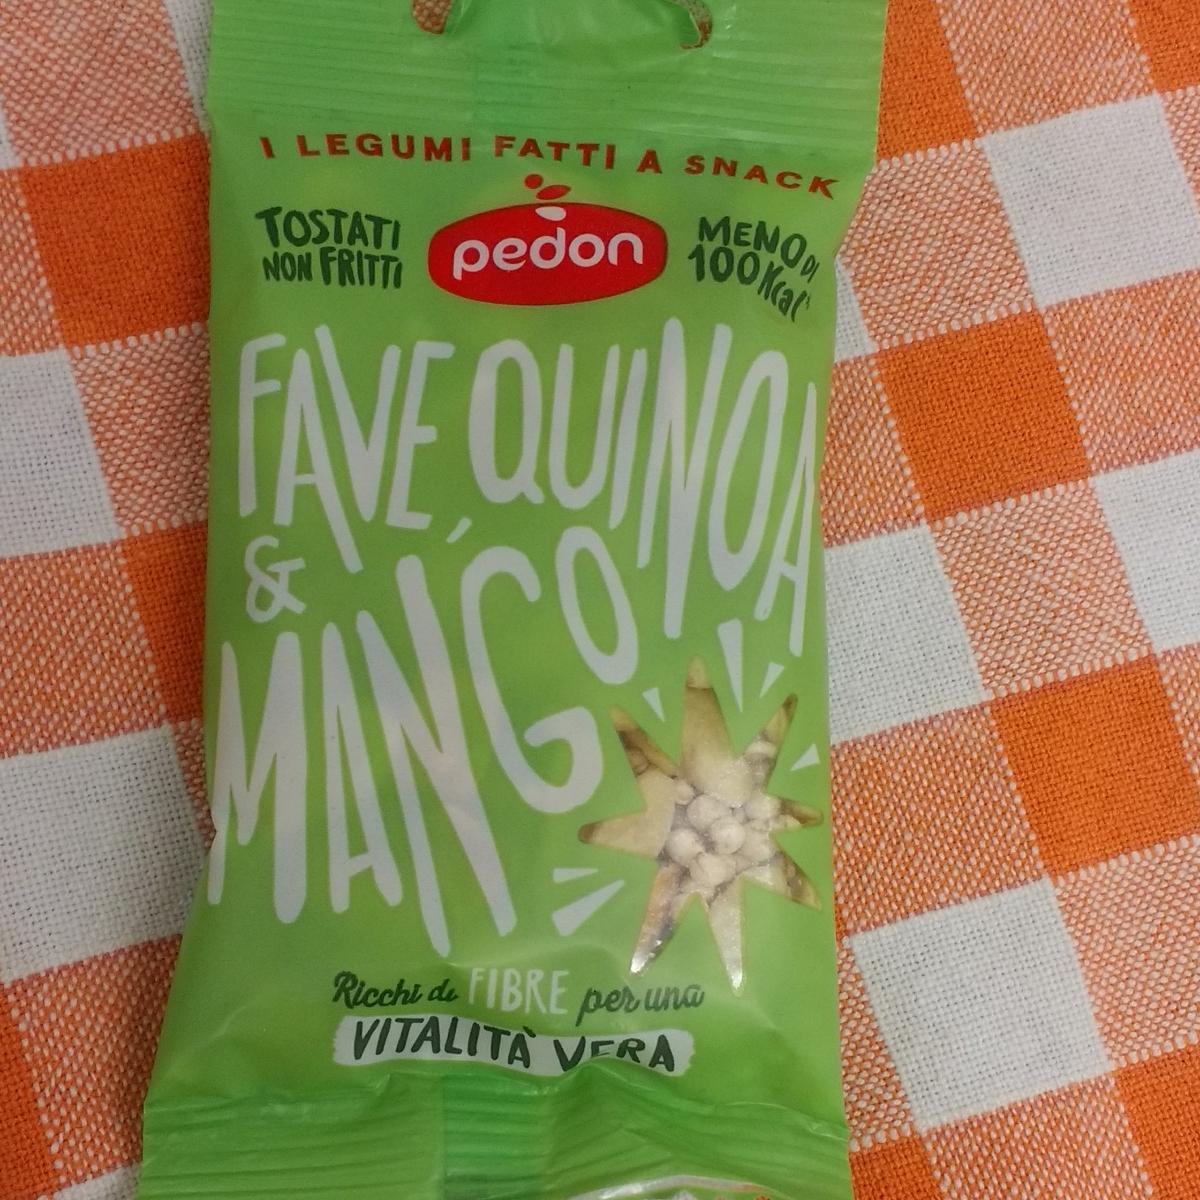 I LEGUMI FATTI A SNACK
TOSTATI
NON FRITTI
pedon
MENO DI
100 Kcal*
FAVE, QUINOA
& MANGO
Ricchi di FIBRE per una
VITALITÀ VERA